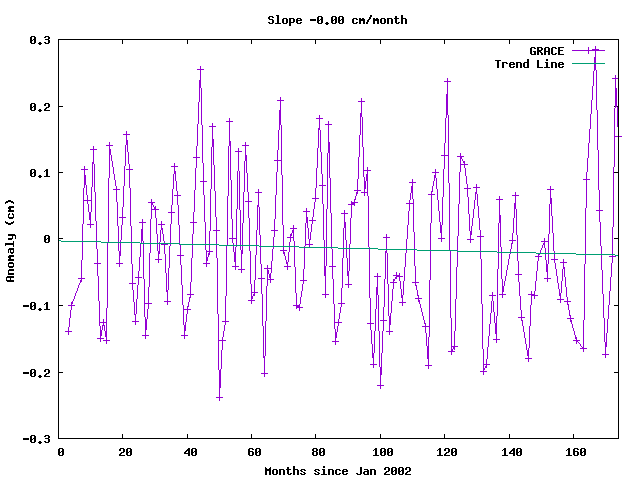 Slope -0.00 cm/month
GRACE
Trend Line
0.3
0.2
0.1
0
-0.1
-0.2
-0.3
Anomaly (cm)
0 20 40 60 80 100 120 140 160
Months since Jan 2002